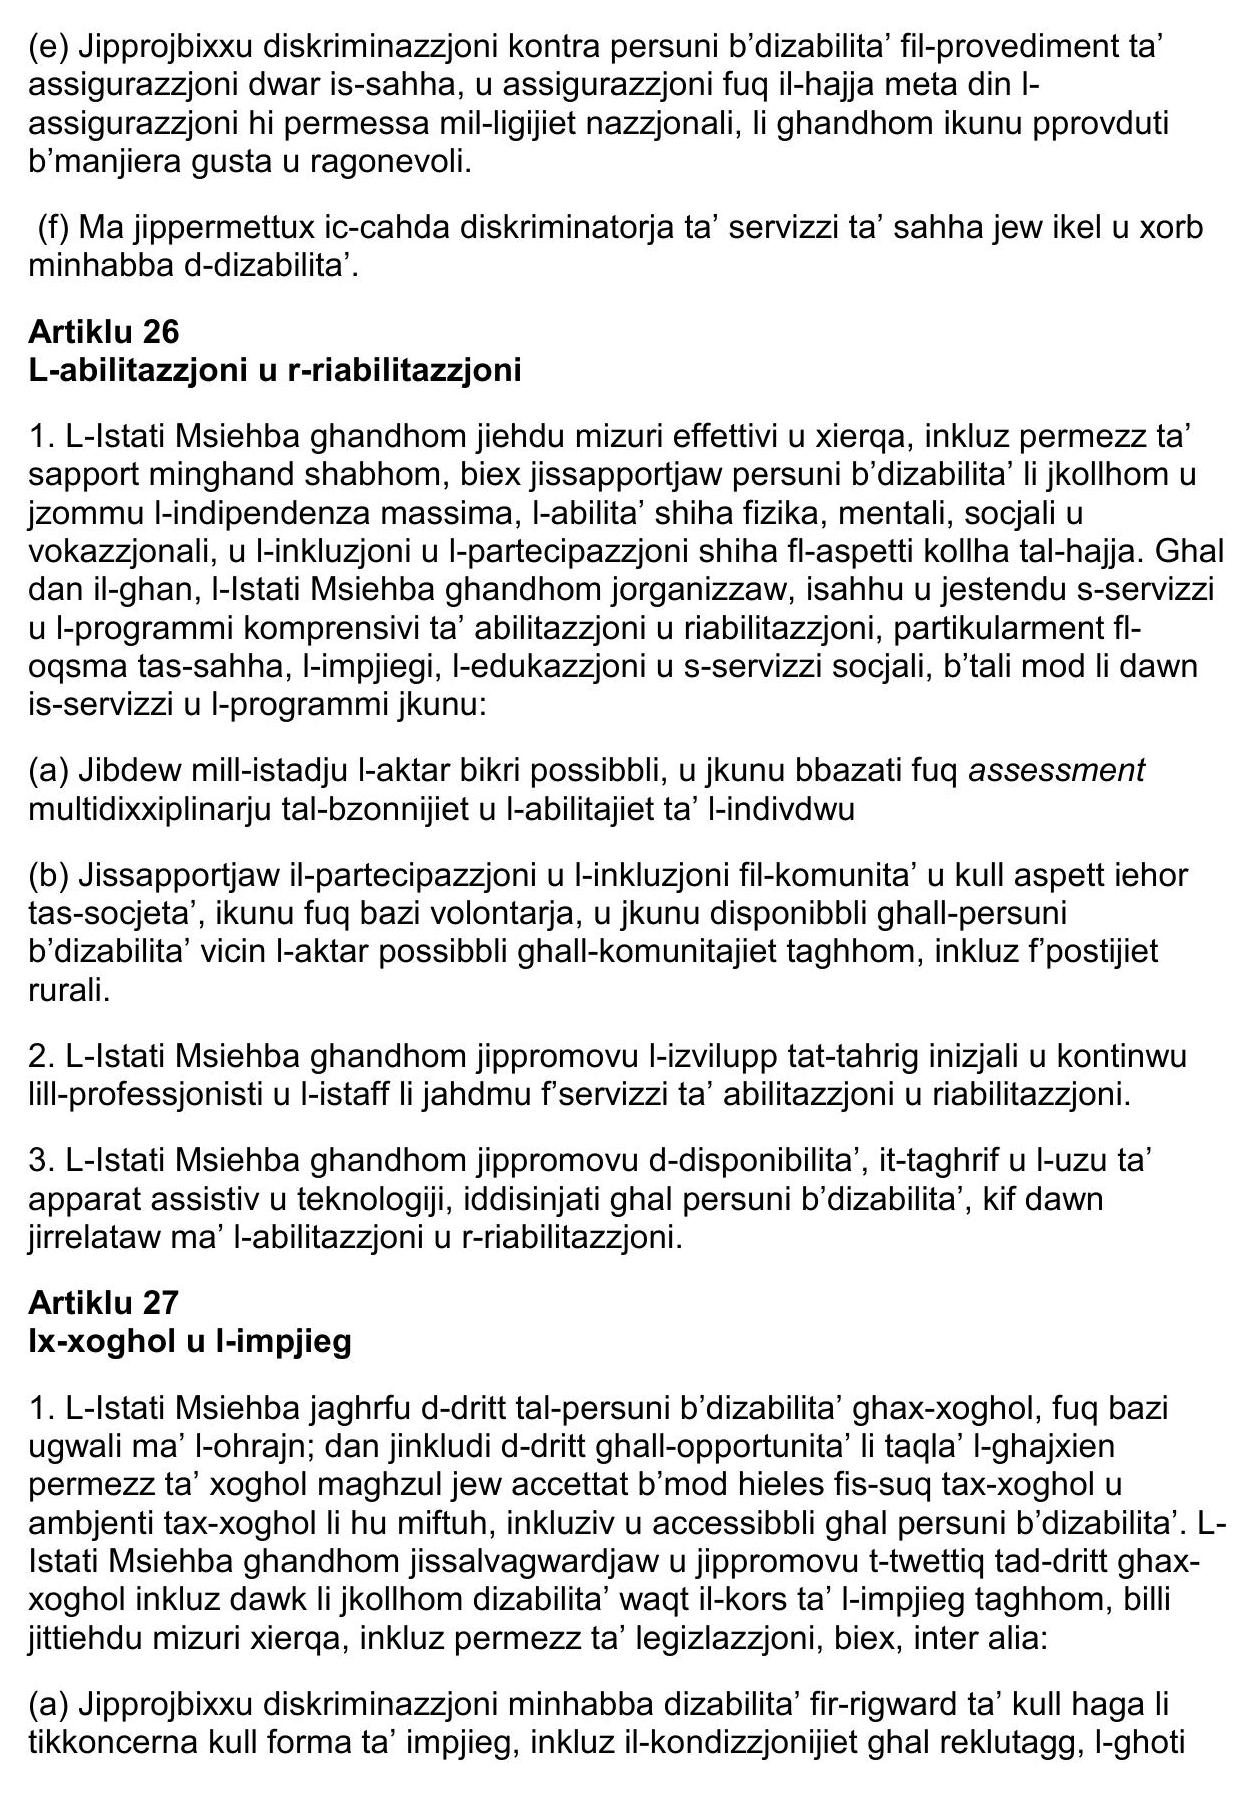 (e) Jipprojbixxu diskriminazzjoni kontra persuni b’dizabilita’ fil-provediment ta’
assigurazzjoni dwar is-sahha, u assigurazzjoni fuq il-hajja meta din l-
assigurazzjoni hi permessa mil-ligijiet nazzjonali, li ghandhom ikunu pprovduti
b’manjiera gusta u ragonevoli.
(f) Ma jippermettux ic-cahda diskriminatorja ta’ servizzi ta’ sahha jew ikel u xorb
minhabba d-dizabilita’.
Artiklu 26
L-abilitazzjoni u r-riabilitazzjoni
1. L-Istati Msiehba ghandhom jiehdu mizuri effettivi u xierqa, inkluz permezz ta’
sapport minghand shabhom, biex jissapportjaw persuni b’dizabilita’ li jkollhom u
jzommu l-indipendenza massima, l-abilita’ shiha fizika, mentali, socjali u
vokazzjonali, u l-inkluzjoni u l-partecipazzjoni shiha fl-aspetti kollha tal-hajja. Ghal
dan il-ghan, l-Istati Msiehba ghandhom jorganizzaw, isahhu u jestendu s-servizzi
u l-programmi komprensivi ta’ abilitazzjoni u riabilitazzjoni, partikularment fl-
oqsma tas-sahha, l-impjiegi, l-edukazzjoni u s-servizzi socjali, b’tali mod li dawn
is-servizzi u l-programmi jkunu:
(a) Jibdew mill-istadju l-aktar bikri possibbli, u jkunu bbazati fuq assessment
multidixxiplinarju tal-bzonnijiet u l-abilitajiet ta’ l-indivdwu
(b) Jissapportjaw il-partecipazzjoni u l-inkluzjoni fil-komunita’ u kull aspett iehor
tas-socjeta’, ikunu fuq bazi volontarja, u jkunu disponibbli ghall-persuni
b’dizabilita’ vicin l-aktar possibbli ghall-komunitajiet taghhom, inkluz f’postijiet
rurali.
2. L-Istati Msiehba ghandhom jippromovu l-izvilupp tat-tahrig inizjali u kontinwu
lill-professjonisti u l-istaff li jahdmu f’servizzi ta’ abilitazzjoni u riabilitazzjoni.
3. L-Istati Msiehba ghandhom jippromovu d-disponibilita’, it-taghrif u l-uzu ta’
apparat assistiv u teknologiji, iddisinjati ghal persuni b’dizabilita’, kif dawn
jirrelataw ma’ l-abilitazzjoni u r-riabilitazzjoni.
Artiklu 27
Ix-xoghol u l-impjieg
1. L-Istati Msiehba jaghrfu d-dritt tal-persuni b’dizabilita’ ghax-xoghol, fuq bazi
ugwali ma’ l-ohrajn; dan jinkludi d-dritt ghall-opportunita’ li taqla’ l-ghajxien
permezz ta’ xoghol maghzul jew accettat b’mod hieles fis-suq tax-xoghol u
ambjenti tax-xoghol li hu miftuh, inkluziv u accessibbli ghal persuni b’dizabilita’. L-
Istati Msiehba ghandhom jissalvagwardjaw u jippromovu t-twettiq tad-dritt ghax-
xoghol inkluz dawk li jkollhom dizabilita’ waqt il-kors ta’ l-impjieg taghhom, billi
jittiehdu mizuri xierqa, inkluz permezz ta’ legizlazzjoni, biex, inter alia:
(a) Jipprojbixxu diskriminazzjoni minhabba dizabilita’ fir-rigward ta’ kull haga li
tikkoncerna kull forma ta’ impjieg, inkluz il-kondizzjonijiet ghal reklutagg, l-ghoti